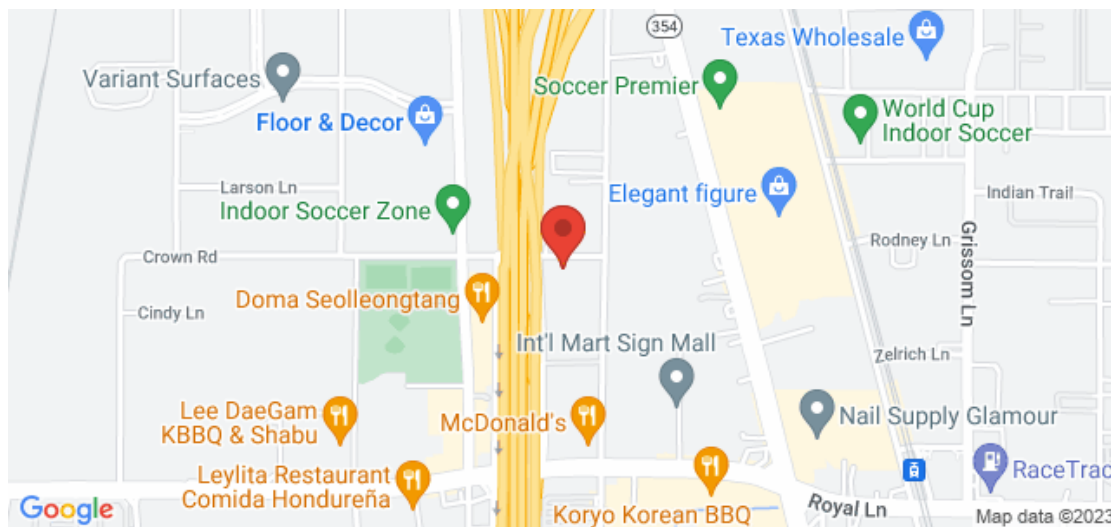 354
Texas Wholesale
Variant Surfaces
Soccer Premier
World Cup
Indoor Soccer
Floor & Decor
Larson Ln
Indian Trail
Elegant figure
Indoor Soccer Zone
Grissom Ln
Rodney Ln
Crown Rd
Doma Seolleongtang
Cindy Ln
Int'l Mart Sign Mall
Zelrich Ln
Lee DaeGam
KBBQ & Shabu
McDonald's
Nail Supply Glamour
Leylita Restaurant
Comida Hondureña
RaceTrac
Google
Koryo Korean BBQ
Royal Ln
Map data ©2023